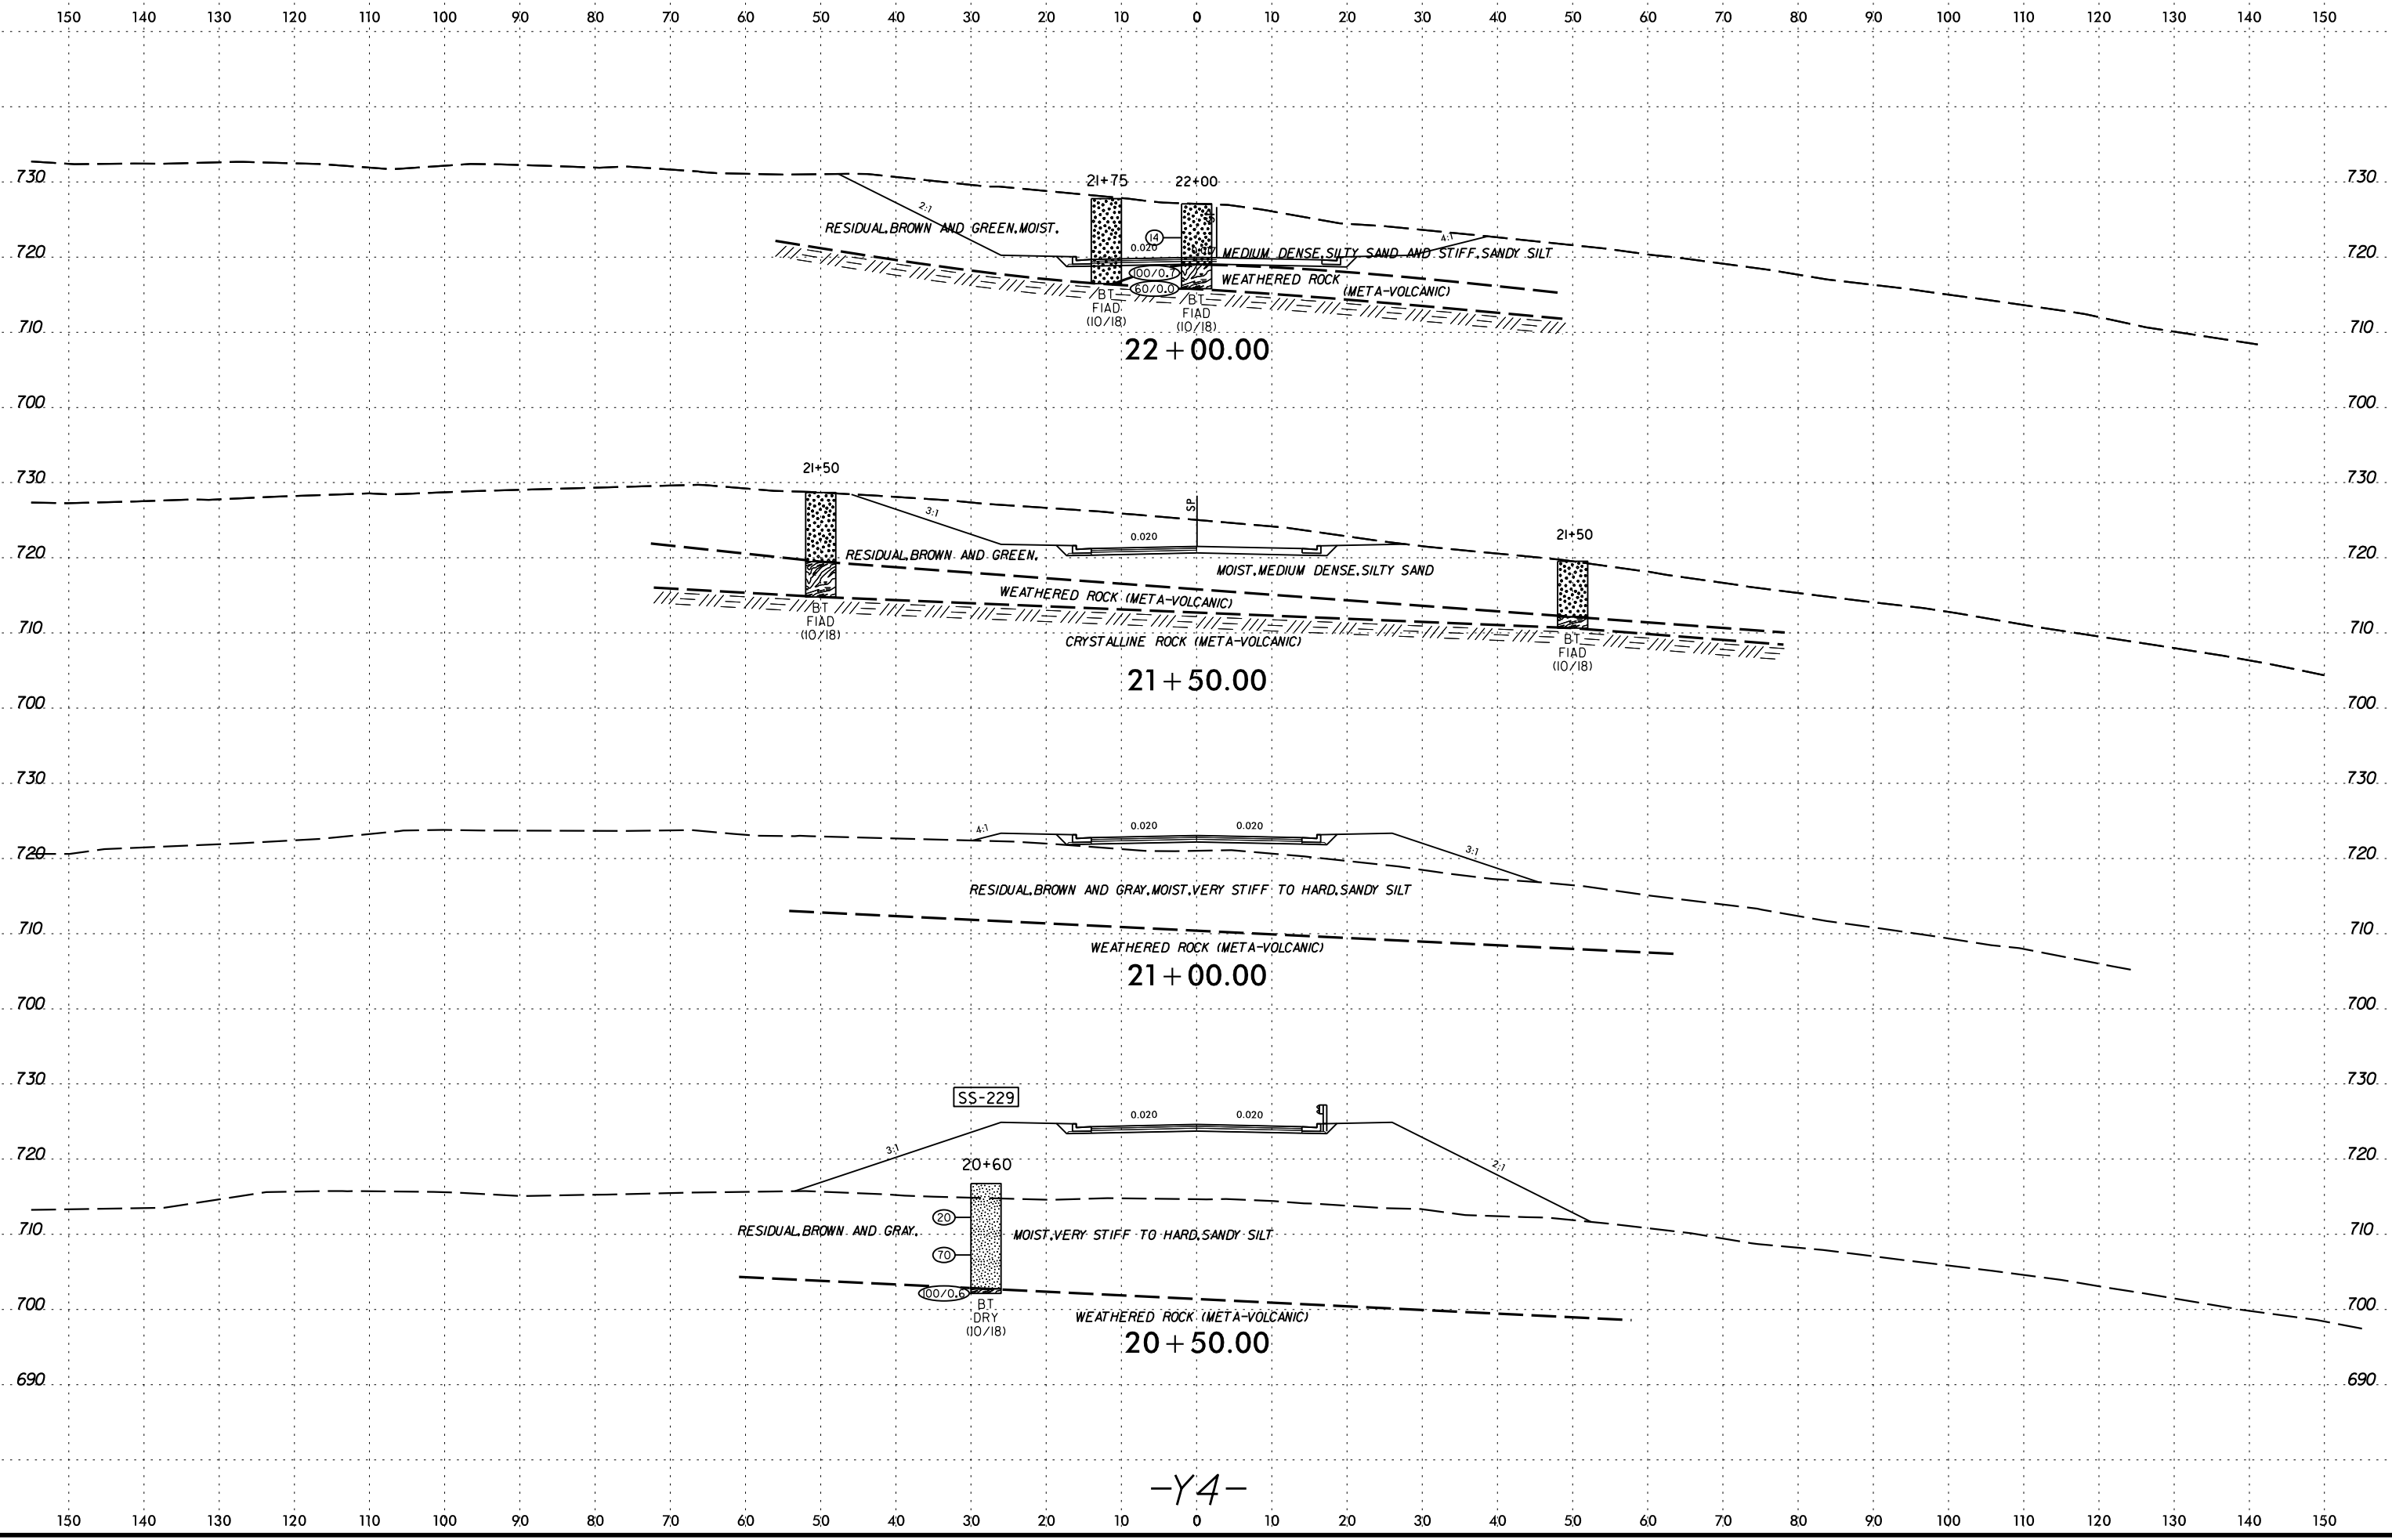 150 140 130 120 110 100 90 80 70 60 50 40 30 20 10 0 10 20 30 40 50 60 70 80 90 100 110 120 130 140 150
730 21+75 22+00 730
2:1
RESIDUAL, BROWN AND GREEN, MOIST,
14
4:1
720 0.020 MEDIUM DENSE, SILTY SAND AND STIFF, SANDY SILT 720
100/0.7 WEATHERED ROCK
60/0.0 (META-VOLCANIC)
BT BT
FIAD FIAD
(10/18) (10/18)
710 710
22+00.00
700 700
21+50
730 730
SP
3:1
0.020
21+50
720 RESIDUAL, BROWN AND GREEN, 720
MOIST, MEDIUM DENSE, SILTY SAND
WEATHERED ROCK (META-VOLCANIC)
BT
FIAD
(10/18)
710 710
CRYSTALLINE ROCK (META-VOLCANIC)
BT
FIAD
(10/18)
21+50.00
700 700
730 730
4:1 0.020 0.020
3:1
720 720
RESIDUAL, BROWN AND GRAY, MOIST, VERY STIFF TO HARD, SANDY SILT
710 710
WEATHERED ROCK (META-VOLCANIC)
21+00.00
700 700
730 730
SS-229
0.020 0.020
720 3:1 720
20+60 2:1
20
710 RESIDUAL, BROWN AND GRAY, MOIST, VERY STIFF TO HARD, SANDY SILT 710
70
100/0.6
700 BT 700
DRY WEATHERED ROCK (META-VOLCANIC)
(10/18)
20+50.00
690 690
-Y4-
150 140 130 120 110 100 90 80 70 60 50 40 30 20 10 0 10 20 30 40 50 60 70 80 90 100 110 120 130 140 150